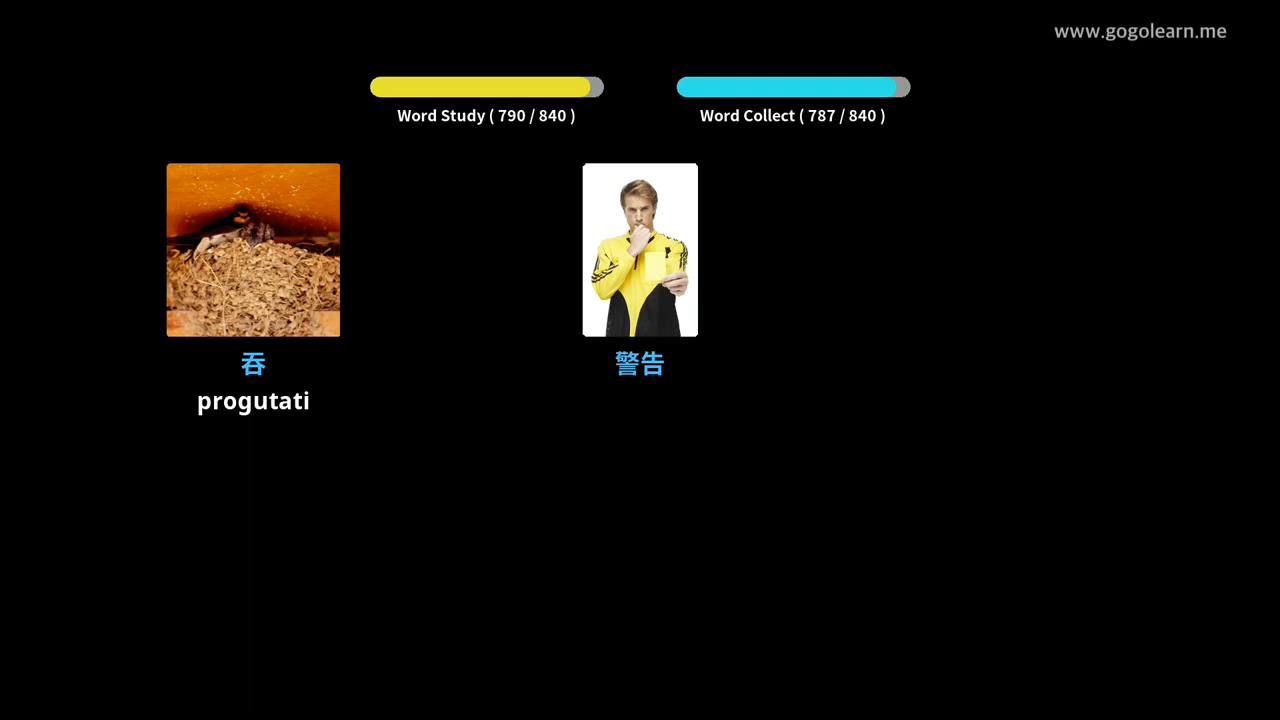 www.gogolearn.me
Word Study ( 790 / 840 )
Word Collect ( 787 / 840 )
吞
progutati
警告